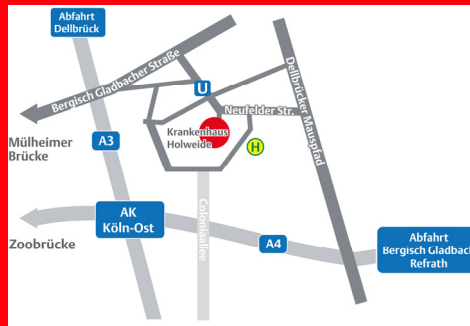 Abfahrt
Dellbrück
Bergisch Gladbacher Straße
U
Dellbrücker Mauspfad
Neufelder Str.
Krankenhaus
Holweide
H
A3
Mülheimer
Brücke
AK
Köln-Ost
Zoobrücke
Coloniaallee
A4
Abfahrt
Bergisch Gladbach
Refrath